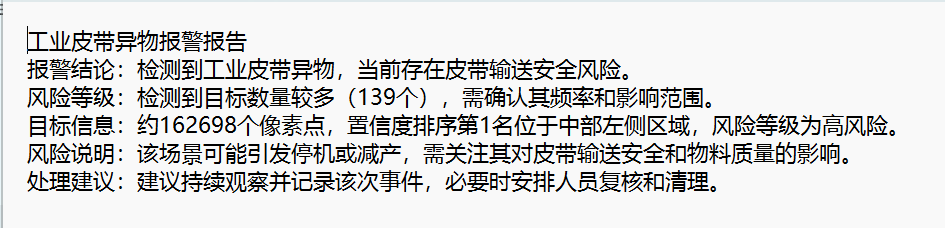 工业皮带异物报警报告
报警结论：检测到工业皮带异物，当前存在皮带输送安全风险。
风险等级：检测到目标数量较多（139个），需确认其频率和影响范围。
目标信息：约162698个像素点，置信度排序第1名位于中部左侧区域，风险等级为高风险。
风险说明：该场景可能引发停机或减产，需关注其对皮带输送安全和物料质量的影响。
处理建议：建议持续观察并记录该次事件，必要时安排人员复核和清理。